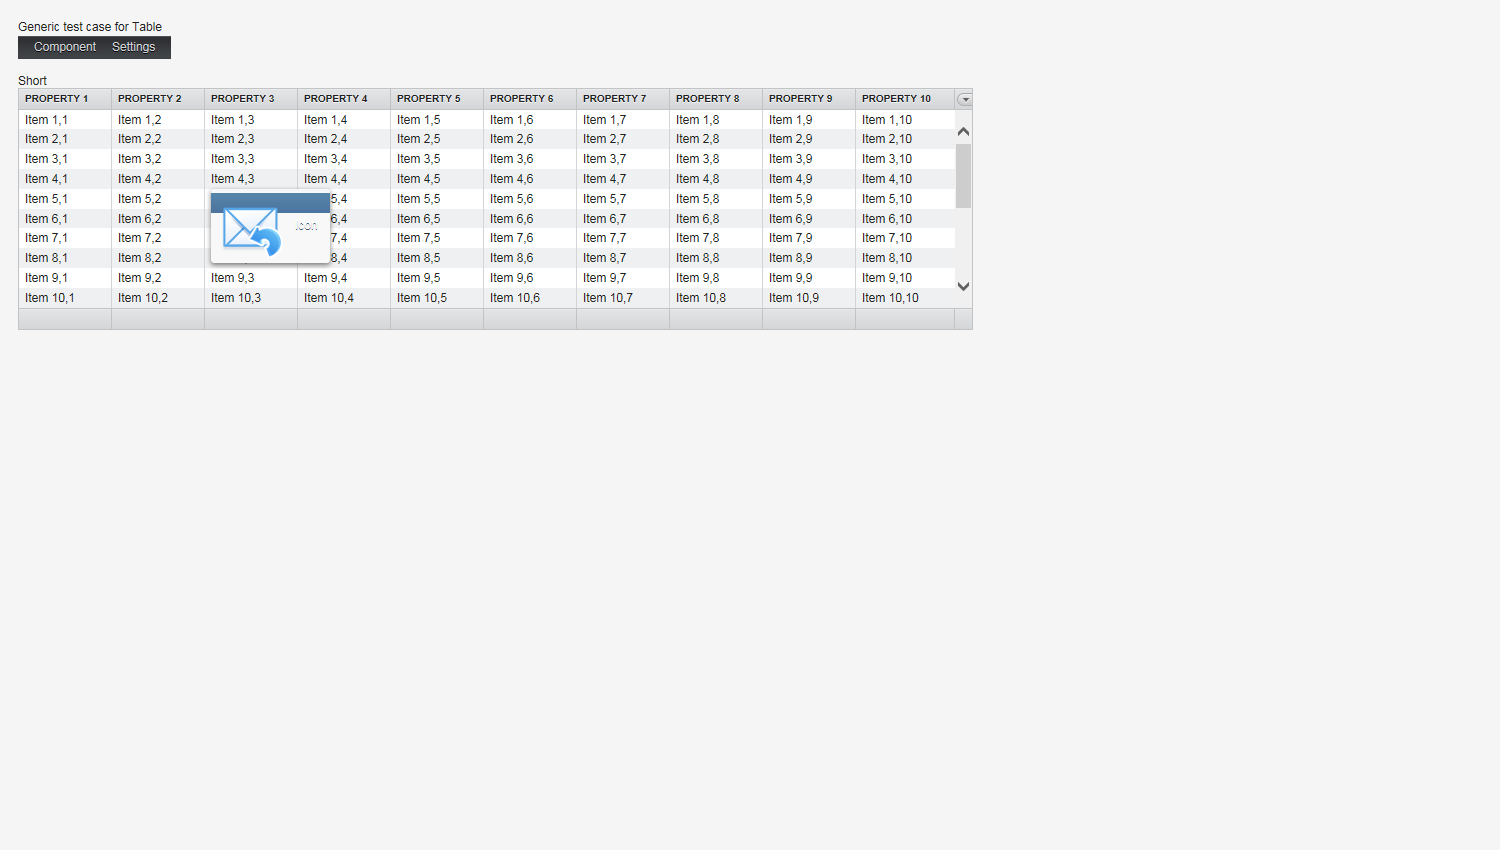 Generic test case for Table
Component Settings
Short
PROPERTY 1 PROPERTY 2 PROPERTY 3 PROPERTY 4 PROPERTY 5 PROPERTY 6 PROPERTY 7 PROPERTY 8 PROPERTY 9 PROPERTY 10
Item 1,1 Item 1,2 Item 1,3 Item 1,4 Item 1,5 Item 1,6 Item 1,7 Item 1,8 Item 1,9 Item 1,10
Item 2,1 Item 2,2 Item 2,3 Item 2,4 Item 2,5 Item 2,6 Item 2,7 Item 2,8 Item 2,9 Item 2,10
Item 3,1 Item 3,2 Item 3,3 Item 3,4 Item 3,5 Item 3,6 Item 3,7 Item 3,8 Item 3,9 Item 3,10
Item 4,1 Item 4,2 Item 4,3 Item 4,4 Item 4,5 Item 4,6 Item 4,7 Item 4,8 Item 4,9 Item 4,10
Item 5,1 Item 5,2 5,4 Item 5,5 Item 5,6 Item 5,7 Item 5,8 Item 5,9 Item 5,10
Item 6,1 Item 6,2 6,4 Item 6,5 Item 6,6 Item 6,7 Item 6,8 Item 6,9 Item 6,10
Icon
Item 7,1 Item 7,2 7,4 Item 7,5 Item 7,6 Item 7,7 Item 7,8 Item 7,9 Item 7,10
Item 8,1 Item 8,2 8,4 Item 8,5 Item 8,6 Item 8,7 Item 8,8 Item 8,9 Item 8,10
Item 9,1 Item 9,2 Item 9,3 Item 9,4 Item 9,5 Item 9,6 Item 9,7 Item 9,8 Item 9,9 Item 9,10
Item 10,1 Item 10,2 Item 10,3 Item 10,4 Item 10,5 Item 10,6 Item 10,7 Item 10,8 Item 10,9 Item 10,10